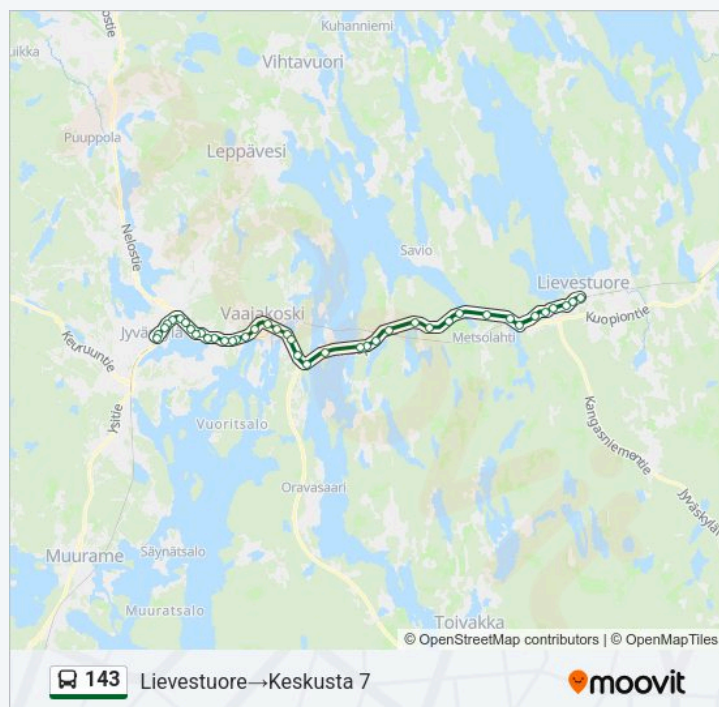 Kuhanniemi
Vihtavuori
Puuppola
Leppävesi
Nelostie
Savio
Lievestuore
Vaajakoski
Kuopiontie
Metsolahti
Keuruuntie
Vuoritsalo
Kangasniementie
Ysitie
Oravasaari
Muurame
Säynätsalo
Muuratsalo
Toivakka
© OpenStreetMap contributors | © OpenMapTiles
143 Lievestuore→Keskusta 7
moovit